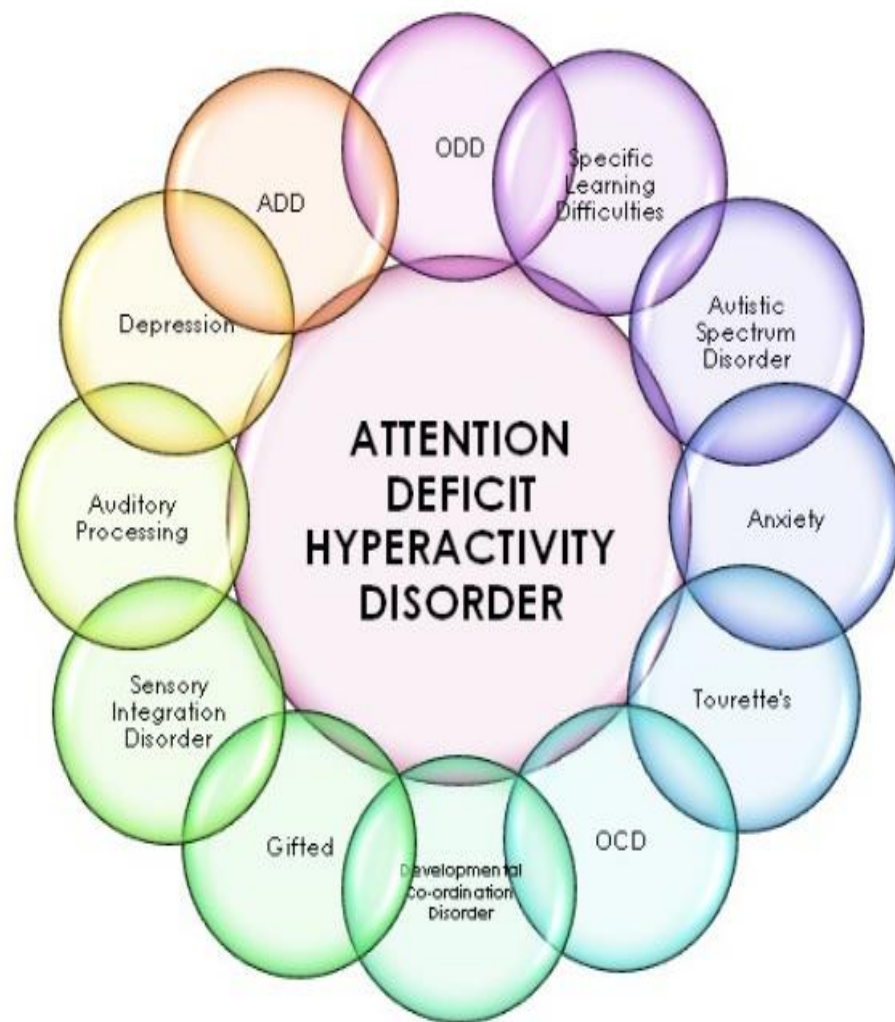 ODD
Specific
Learning
Difficulties
Autistic
Spectrum
Disorder
Anxiety
Tourette's
OCD
Developmental
Co-ordination
Disorder
Gifted
Sensory
Integration
Disorder
Auditory
Processing
Depression
ADD
ATTENTION
DEFICIT
HYPERACTIVITY
DISORDER